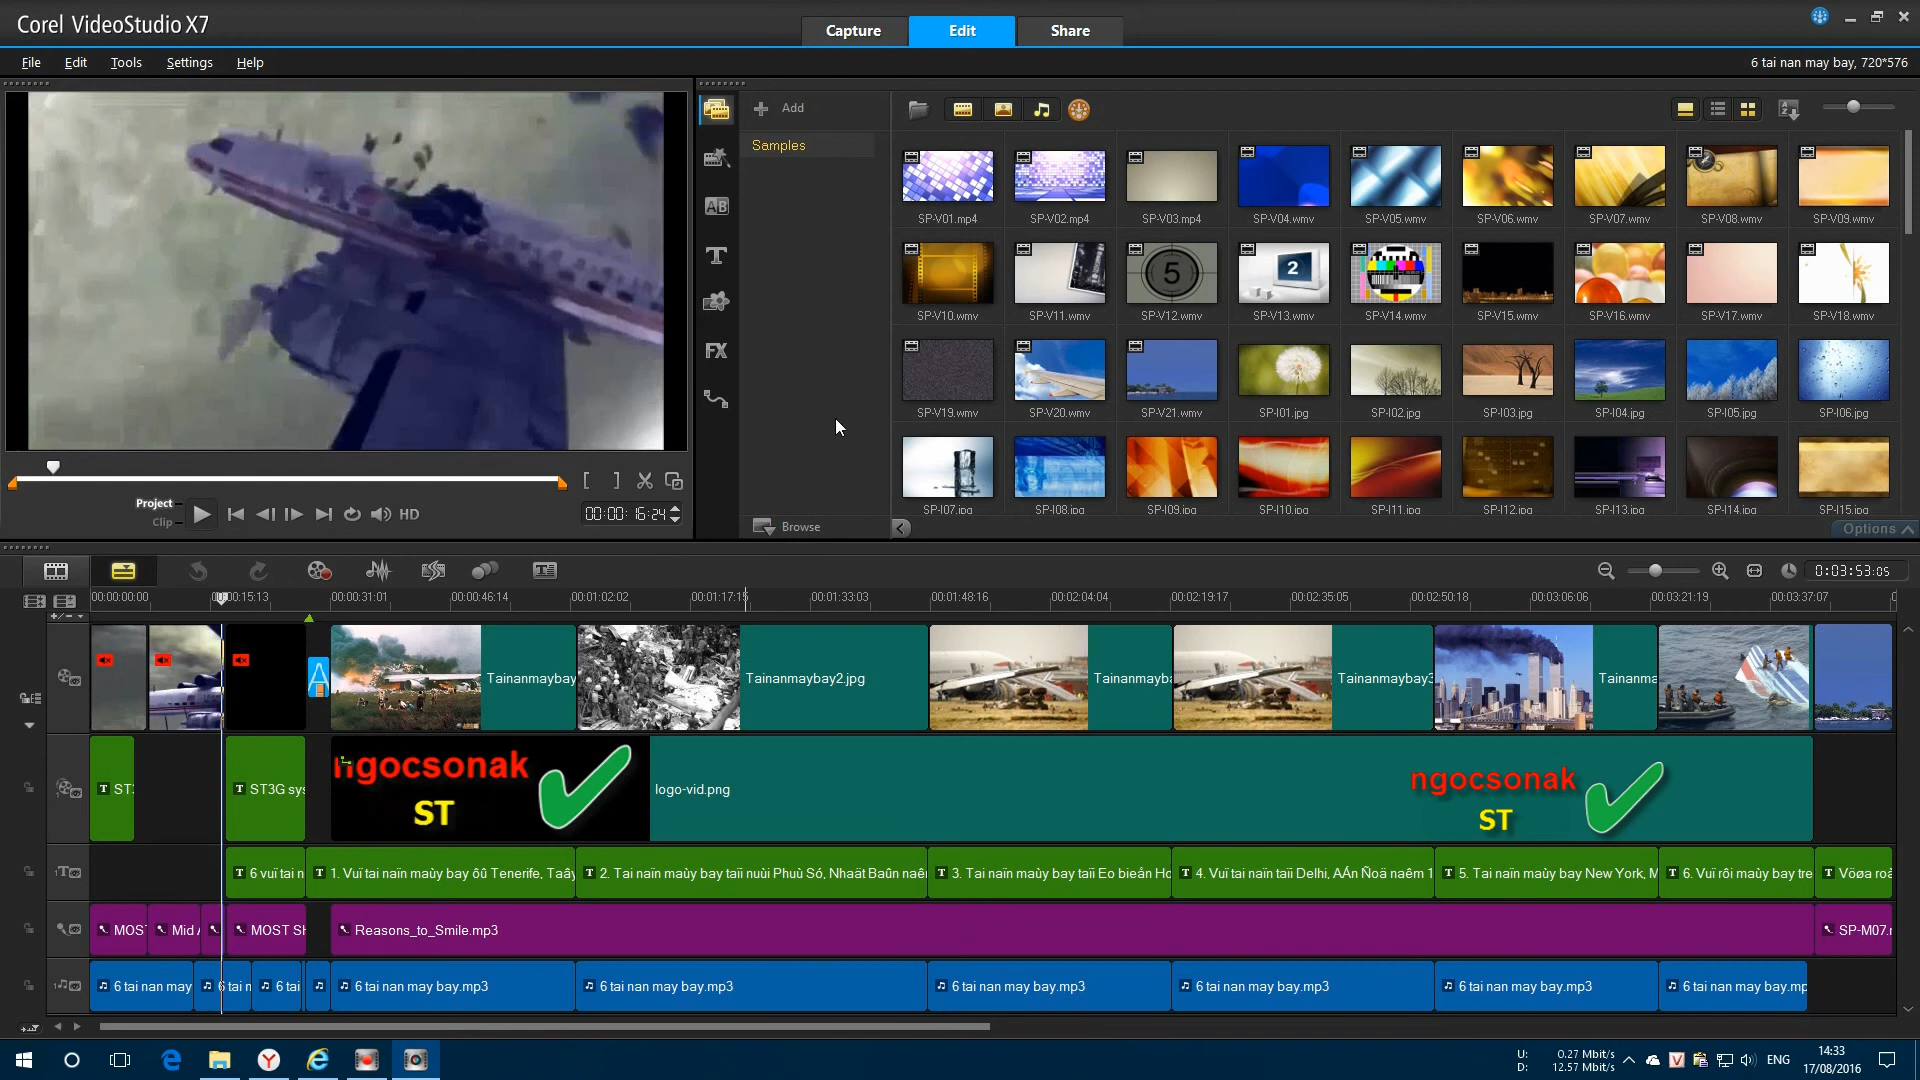 Corel VideoStudio X7
Capture
Edit
Share
File Edit Tools Settings Help
6 tai nan may bay, 720*576
Add
Samples
SP-V01.mp4
SP-V02.mp4
SP-V03.mp4
SP-V04.wmv
SP-V05.wmv
SP-V06.wmv
SP-V07.wmv
SP-V08.wmv
SP-V09.wmv
5
2
SP-V10.wmv
SP-V11.wmv
SP-V12.wmv
SP-V13.wmv
SP-V14.wmv
SP-V15.wmv
SP-V16.wmv
SP-V17.wmv
SP-V18.wmv
AB
T
FX
SP-V19.wmv
SP-V20.wmv
SP-V21.wmv
SP-I01.jpg
SP-I02.jpg
SP-I03.jpg
SP-I04.jpg
SP-I05.jpg
SP-I06.jpg
SP-I07.jpg
SP-I08.jpg
SP-I09.jpg
SP-I10.jpg
SP-I11.jpg
SP-I12.jpg
SP-I13.jpg
SP-I14.jpg
SP-I15.jpg
Project
Clip
HD
00:00:16:24
Browse
Options
0:03:53:05
00:00:00:00
00:00:31:01
00:00:46:14
00:01:02:02
00:01:17:15
00:01:33:03
00:01:48:16
00:02:04:04
00:02:19:17
00:02:35:05
00:02:50:18
00:03:06:06
00:03:21:19
00:03:37:07
Tainanmaybay
Tainanmaybay2.jpg
Tainanmayba
Tainanmaybay3
Tainanma
ST3G sys
ngocsonak
ST
logo-vid.png
ngocsonak
ST
6 vuï tai n
1. Vuï tai naïn maùy bay ôû Tenerife, Taây
2. Tai naïn maùy bay taïi nuùi Phuù Só, Nhaät Baûn naê
3. Tai naïn maùy bay taïi Eo bieån Ho
4. Vuï tai naïn taïi Delhi, AÁn Ñoä naêm 1
5. Tai naïn maùy bay New York, M
6. Vuï rôi maùy bay tre
Vöøa roà
MOST
Mid A
MOST SH
Reasons_to_Smile.mp3
SP-M07.
6 tai nan may
6 tai n
6 tai
6 tai nan may bay.mp3
6 tai nan may bay.mp3
6 tai nan may bay.mp3
6 tai nan may bay.mp3
6 tai nan may bay.mp3
6 tai nan may bay.mp
U: 0.27 Mbit/s
D: 12.57 Mbit/s
ENG
14:33
17/08/2016